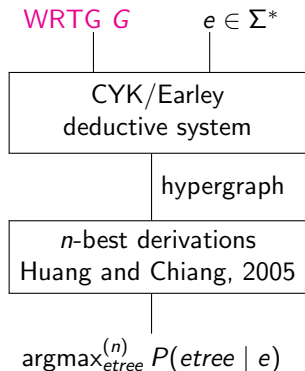 WRTG G e ∈ Σ*
CYK/Earley
deductive system
hypergraph
n-best derivations
Huang and Chiang, 2005
argmax^{(n)}_{etree} P(etree | e)